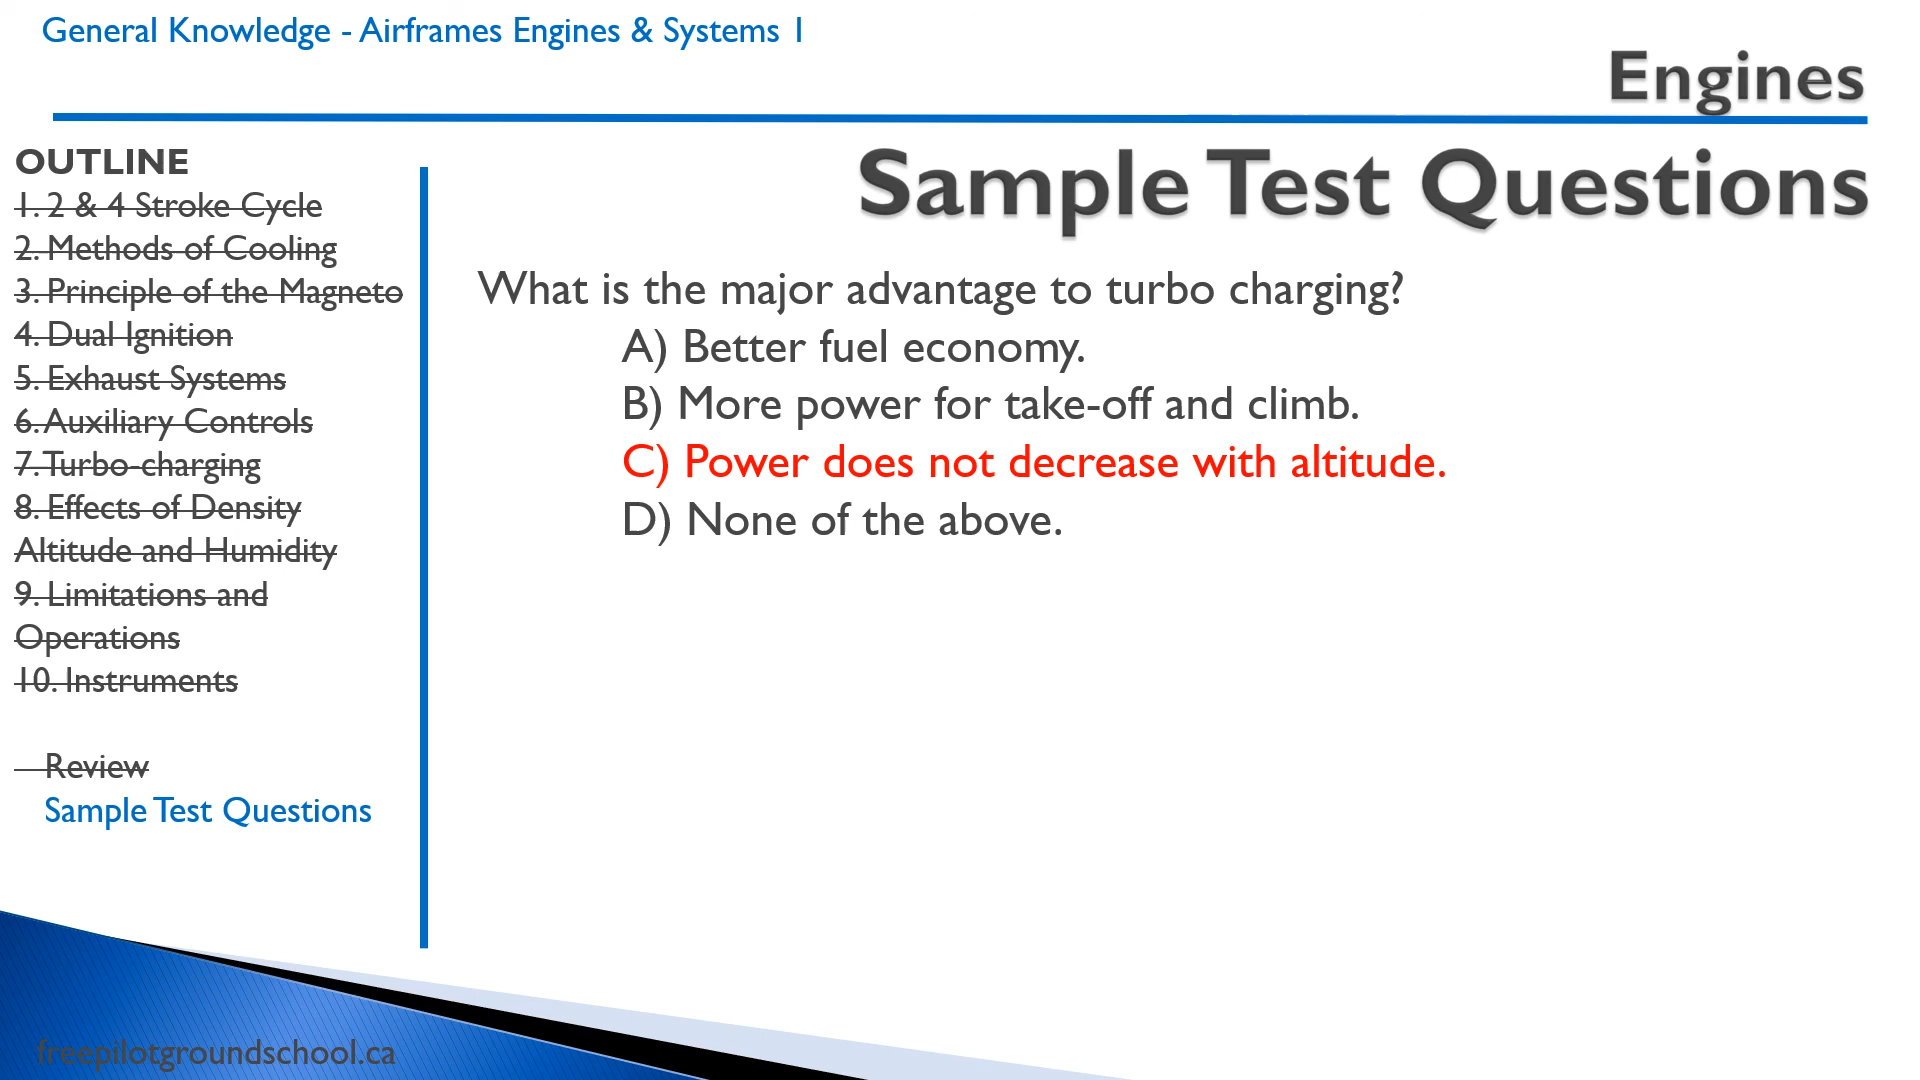 General Knowledge - Airframes Engines & Systems 1
Engines
OUTLINE
1. 2 & 4 Stroke Cycle
2. Methods of Cooling
3. Principle of the Magneto
4. Dual Ignition
5. Exhaust Systems
6. Auxiliary Controls
7. Turbo-charging
8. Effects of Density
Altitude and Humidity
9. Limitations and
Operations
10. Instruments
Review
Sample Test Questions
Sample Test Questions
What is the major advantage to turbo charging?
A) Better fuel economy.
B) More power for take-off and climb.
C) Power does not decrease with altitude.
D) None of the above.
freepilotgroundschool.ca